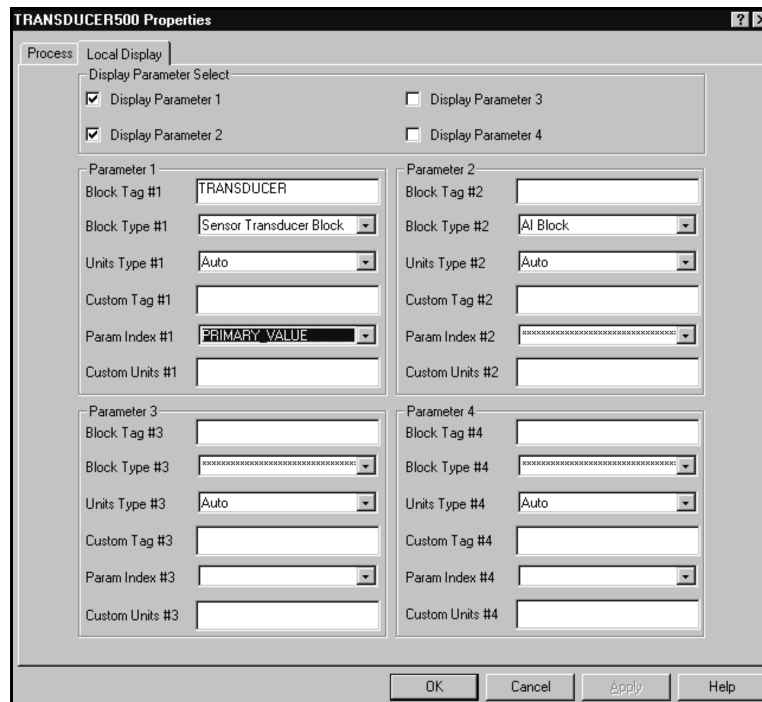 TRANSDUCER500 Properties
Process
Local Display
Display Parameter Select
Display Parameter 1
Display Parameter 3
Display Parameter 2
Display Parameter 4
Parameter 1
Block Tag #1
TRANSDUCER
Block Type #1
Sensor Transducer Block
Units Type #1
Auto
Custom Tag #1
Param Index #1
PRIMARY_VALUE
Custom Units #1
Parameter 2
Block Tag #2
Block Type #2
AI Block
Units Type #2
Auto
Custom Tag #2
Param Index #2
Custom Units #2
Parameter 3
Block Tag #3
Block Type #3
Units Type #3
Auto
Custom Tag #3
Param Index #3
Custom Units #3
Parameter 4
Block Tag #4
Block Type #4
Units Type #4
Auto
Custom Tag #4
Param Index #4
Custom Units #4
OK
Cancel
Apply
Help